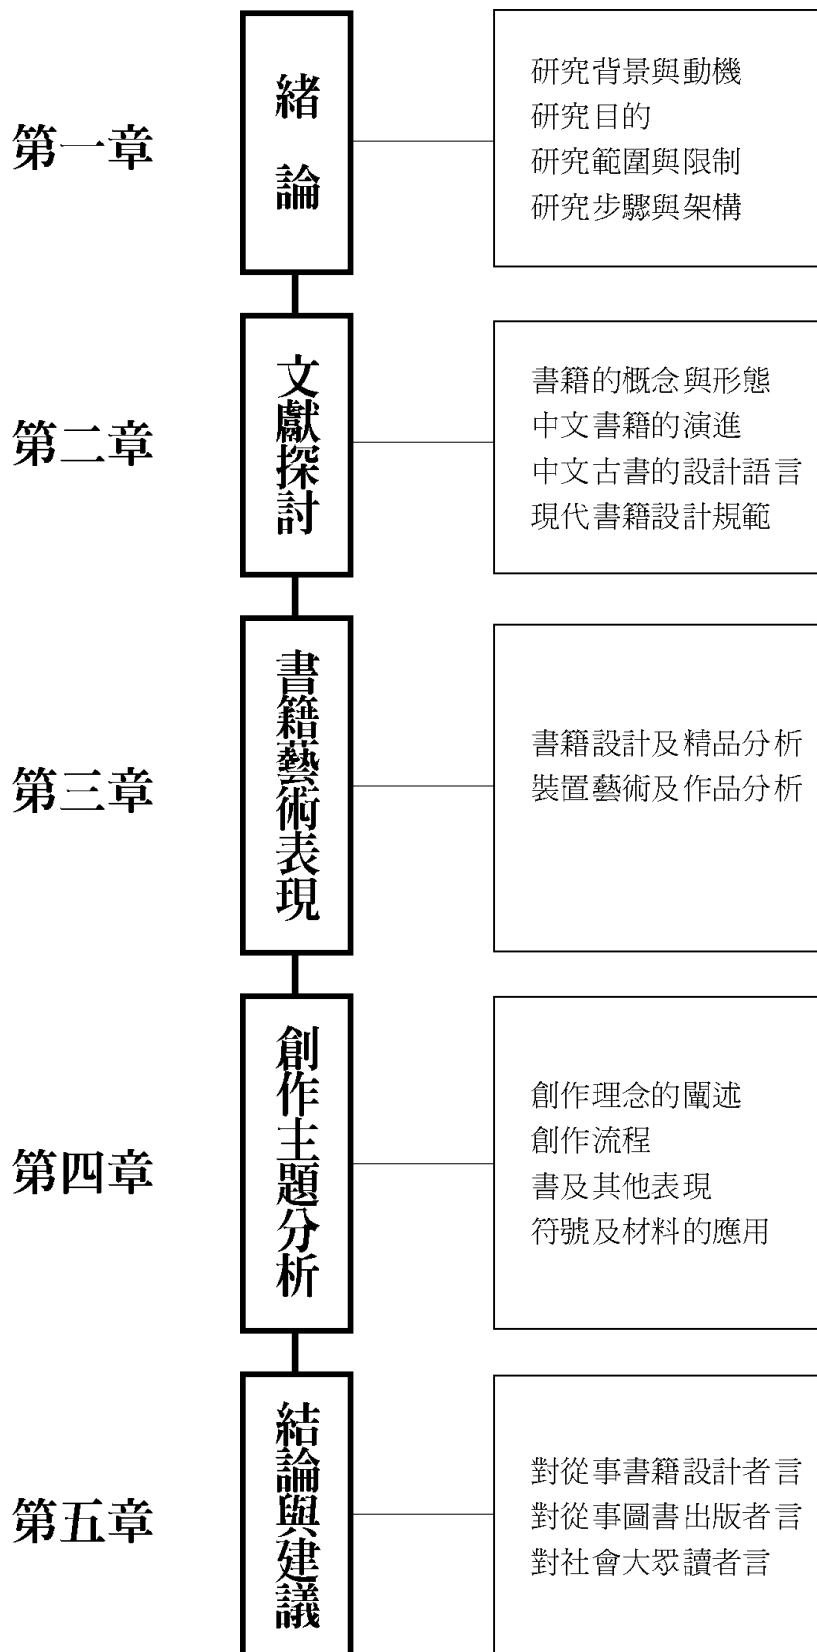 第一章
緒論
研究背景與動機
研究目的
研究範圍與限制
研究步驟與架構
第二章
文獻探討
書籍的概念與形態
中文書籍的演進
中文古書的設計語言
現代書籍設計規範
第三章
書籍藝術表現
書籍設計及精品分析
裝置藝術及作品分析
第四章
創作主題分析
創作理念的闡述
創作流程
書及其他表現
符號及材料的應用
第五章
結論與建議
對從事書籍設計者言
對從事圖書出版者言
對社會大眾讀者言